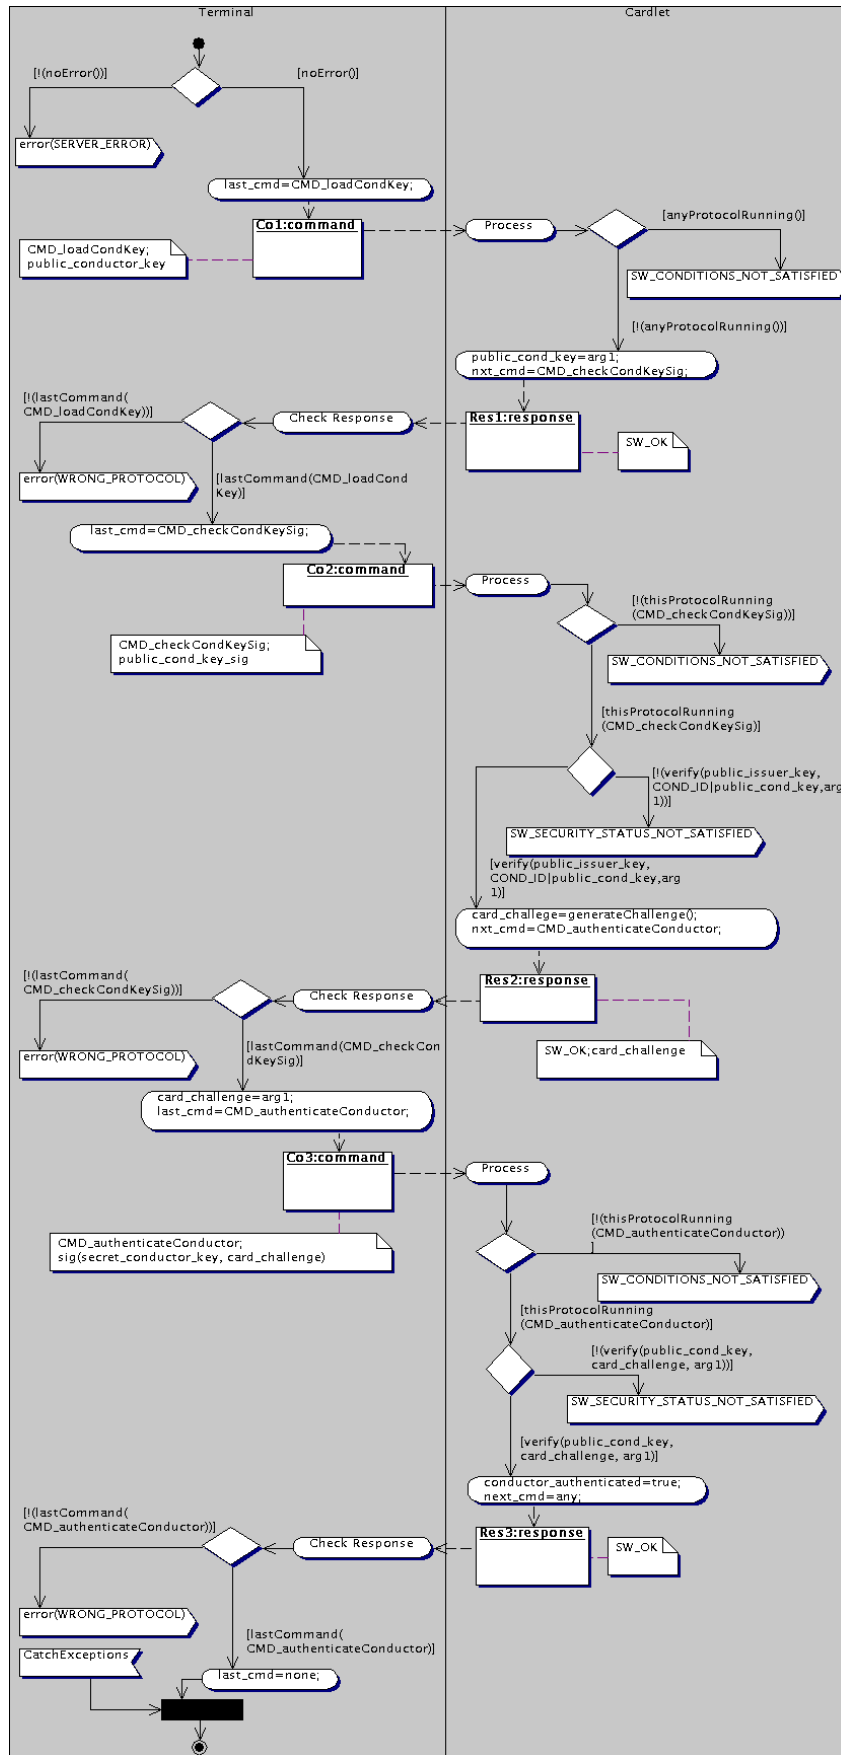 Terminal
Cardlet
[!(noError())]
[noError()]
error(SERVER_ERROR)
last_cmd=CMD_loadCondKey;
Co1:command
CMD_loadCondKey;
public_conductor_key
Process
[anyProtocolRunning()]
SW_CONDITIONS_NOT_SATISFIED
[!(anyProtocolRunning())]
public_cond_key=arg1;
nxt_cmd=CMD_checkCondKeySig;
Res1:response
SW_OK
Check Response
[!(lastCommand(
CMD_loadCondKey))]
error(WRONG_PROTOCOL)
[lastCommand(CMD_loadCond
Key)]
last_cmd=CMD_checkCondKeySig;
Co2:command
CMD_checkCondKeySig;
public_cond_key_sig
Process
[!(thisProtocolRunning
(CMD_checkCondKeySig))]
SW_CONDITIONS_NOT_SATISFIED
[thisProtocolRunning
(CMD_checkCondKeySig)]
[!(verify(public_issuer_key,
COND_ID|public_cond_key,arg
1))]
SW_SECURITY_STATUS_NOT_SATISFIED
[verify(public_issuer_key,
COND_ID|public_cond_key,arg
1)]
card_challege=generateChallenge();
nxt_cmd=CMD_authenticateConductor;
Res2:response
SW_OK;card_challenge
Check Response
[!(lastCommand(
CMD_checkCondKeySig))]
error(WRONG_PROTOCOL)
[lastCommand(CMD_checkCon
dKeySig)]
card_challenge=arg1;
last_cmd=CMD_authenticateConductor;
Co3:command
CMD_authenticateConductor;
sig(secret_conductor_key, card_challenge)
Process
[!(thisProtocolRunning
(CMD_authenticateConductor))
]
SW_CONDITIONS_NOT_SATISFIED
[thisProtocolRunning
(CMD_authenticateConductor)]
[!(verify(public_cond_key,
card_challenge, arg1))]
SW_SECURITY_STATUS_NOT_SATISFIED
[verify(public_cond_key,
card_challenge, arg1)]
conductor_authenticated=true;
next_cmd=any;
Res3:response
SW_OK
Check Response
[!(lastCommand(
CMD_authenticateConductor))]
error(WRONG_PROTOCOL)
[lastCommand(
CMD_authenticateConductor)]
CatchExceptions
last_cmd=none;